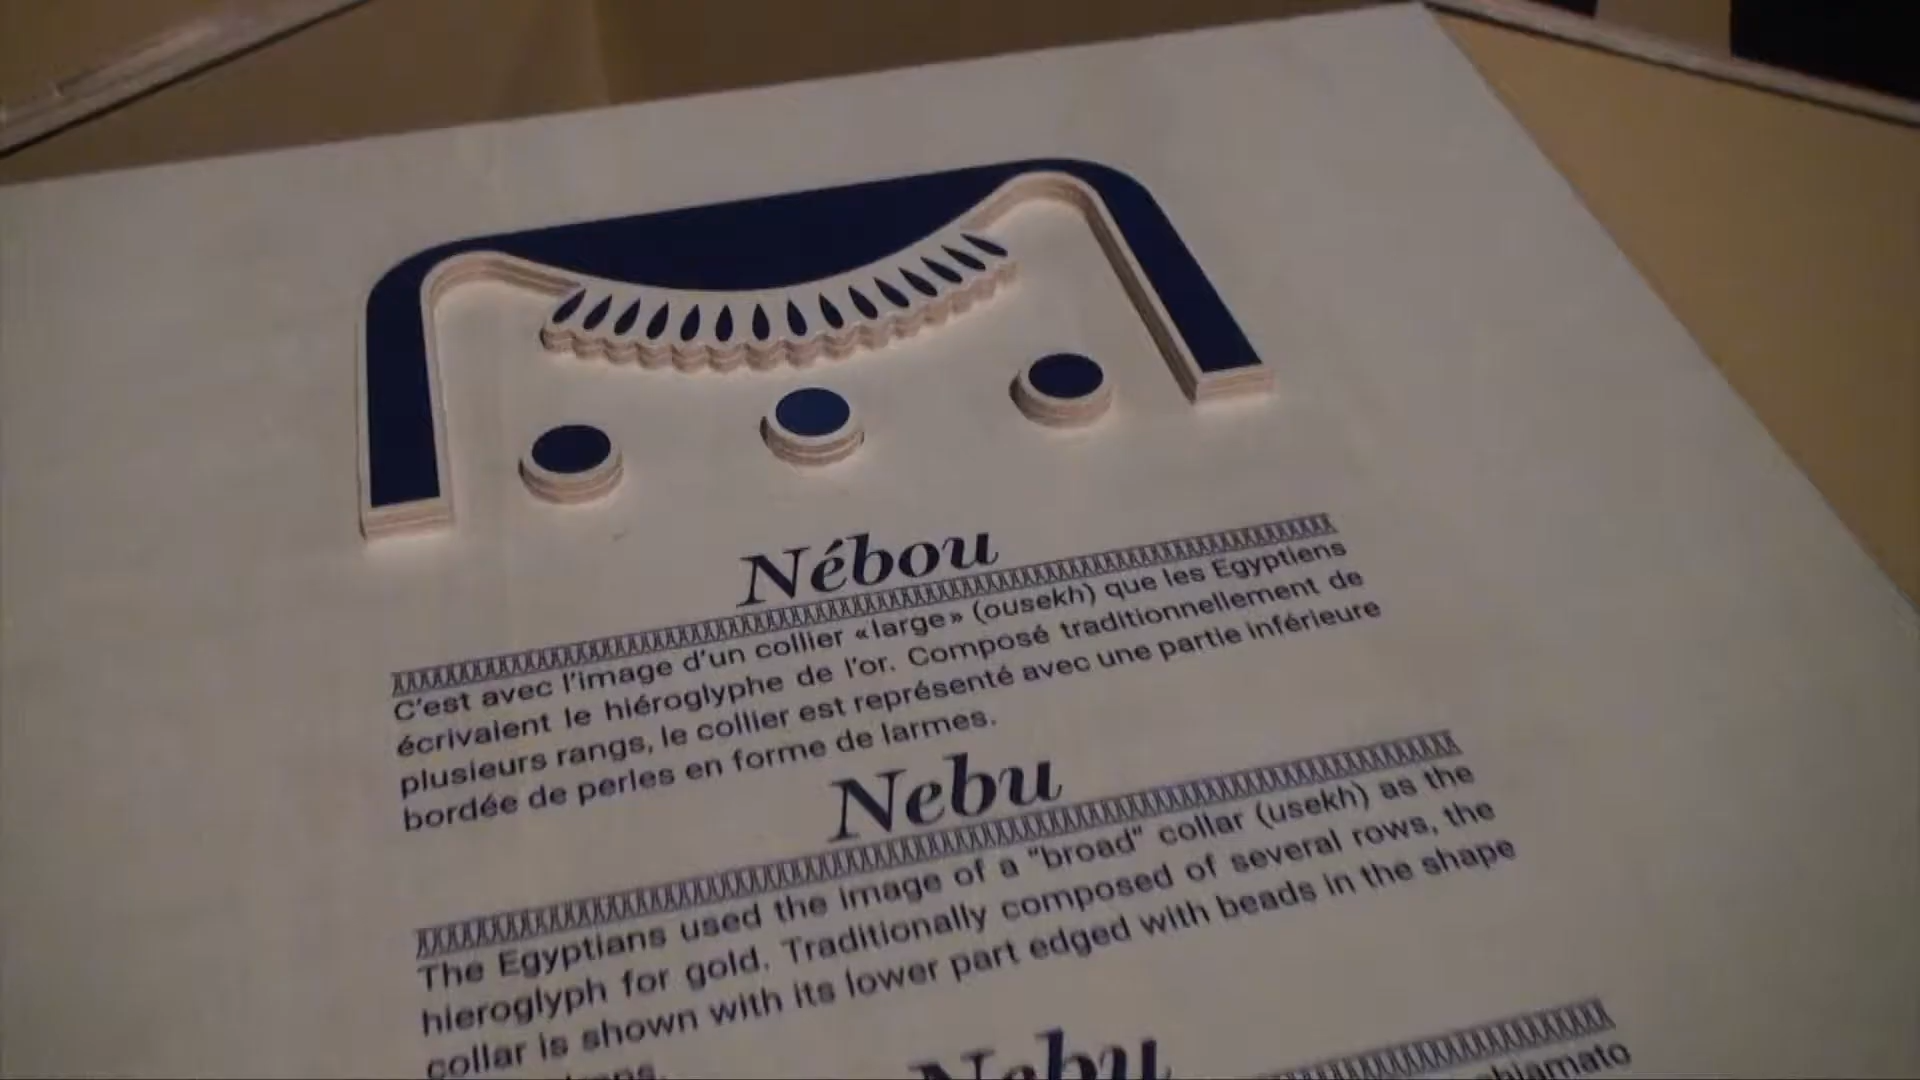 Nébou
C'est avec l'image d'un collier «large» (ousekh) que les Egyptiens
écrivaient le hiéroglyphe de l'or. Composé traditionnellement de
plusieurs rangs, le collier est représenté avec une partie inférieure
bordée de perles en forme de larmes.
Nebu
The Egyptians used the image of a "broad" collar (usekh) as the
hieroglyph for gold. Traditionally composed of several rows, the
collar is shown with its lower part edged with beads in the shape
Nebu
chiamato